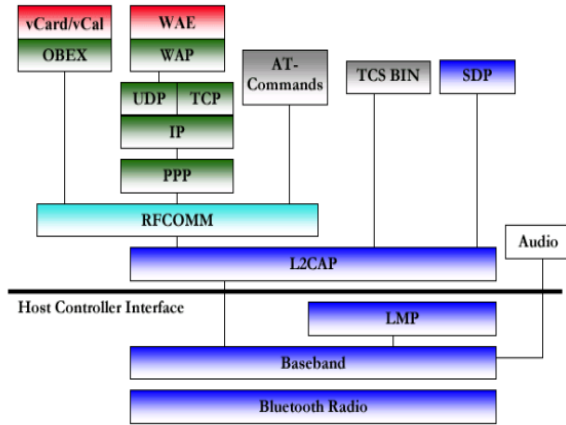 vCard/vCal
WAE
OBEX
WAP
AT-
Commands
TCS BIN
SDP
UDP
TCP
IP
PPP
RFCOMM
Audio
L2CAP
Host Controller Interface
LMP
Baseband
Bluetooth Radio